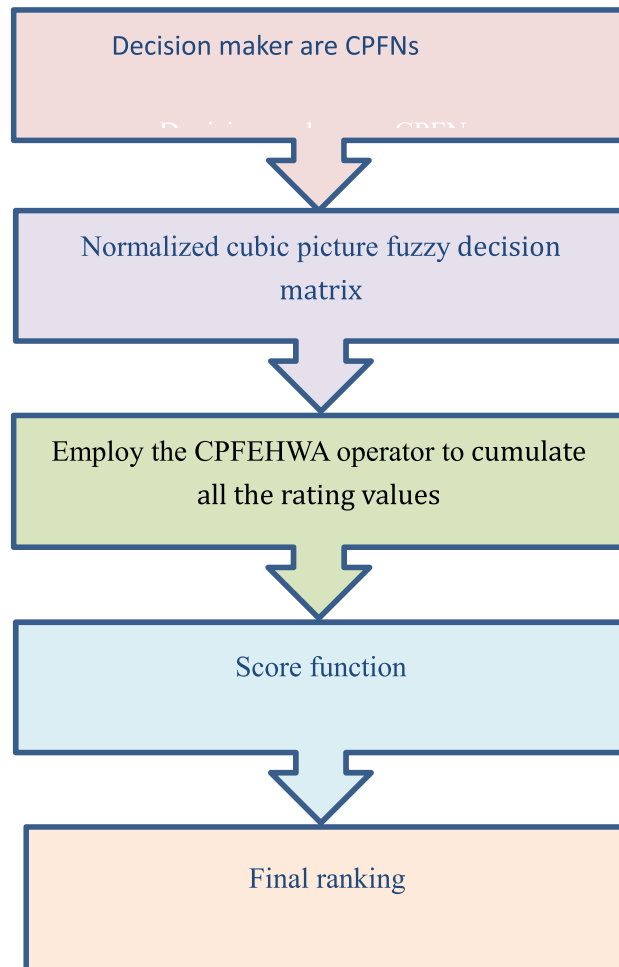 Decision maker are CPFNs
Normalized cubic picture fuzzy decision
matrix
Employ the CPFEHWA operator to cumulate
all the rating values
Score function
Final ranking